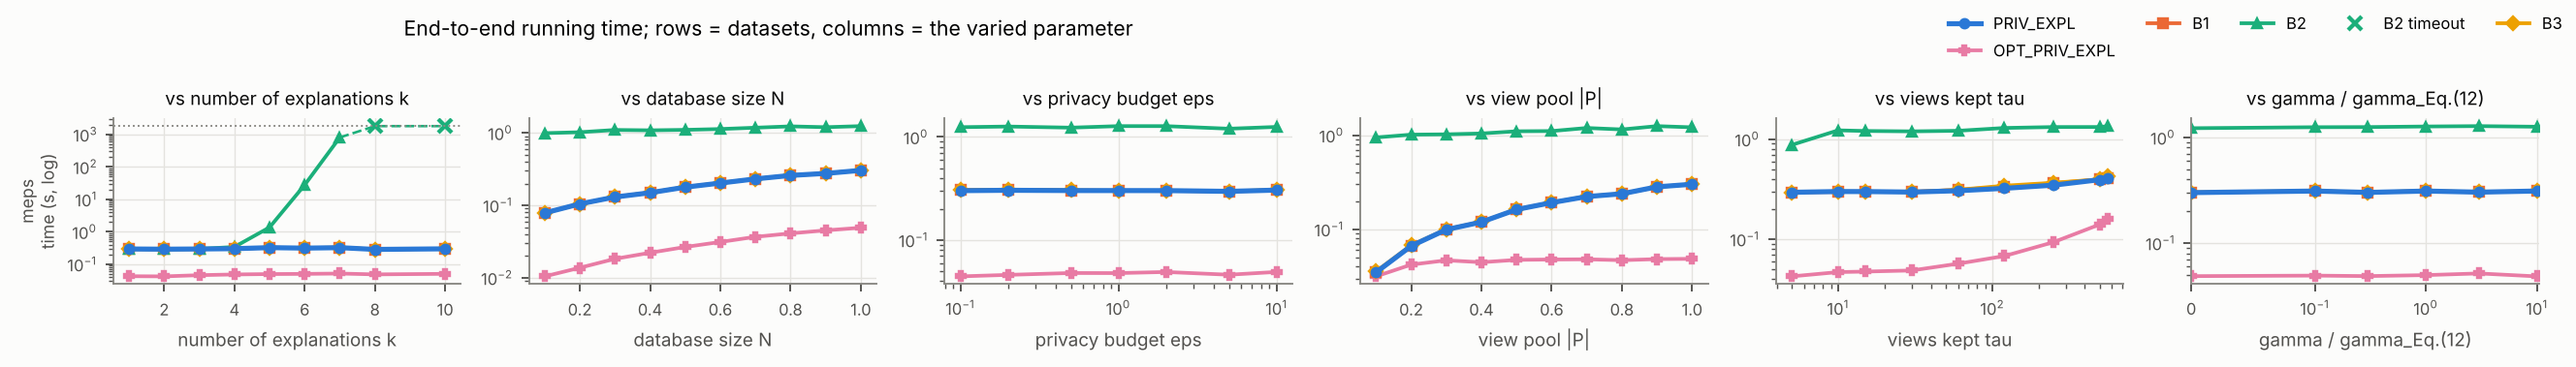 End-to-end running time; rows = datasets, columns = the varied parameter
PRIV_EXPL
B1
B2
B2 timeout
B3
OPT_PRIV_EXPL
vs number of explanations k
meps
time (s, log)
10³
10²
10¹
10⁰
10⁻¹
2 4 6 8 10
number of explanations k
vs database size N
10⁰
10⁻¹
10⁻²
0.2 0.4 0.6 0.8 1.0
database size N
vs privacy budget eps
10⁰
10⁻¹
10⁻¹ 10⁰ 10¹
privacy budget eps
vs view pool |P|
10⁰
10⁻¹
0.2 0.4 0.6 0.8 1.0
view pool |P|
vs views kept tau
10⁰
10⁻¹
10¹ 10²
views kept tau
vs gamma / gamma_Eq.(12)
10⁰
10⁻¹
0 10⁻¹ 10⁰ 10¹
gamma / gamma_Eq.(12)